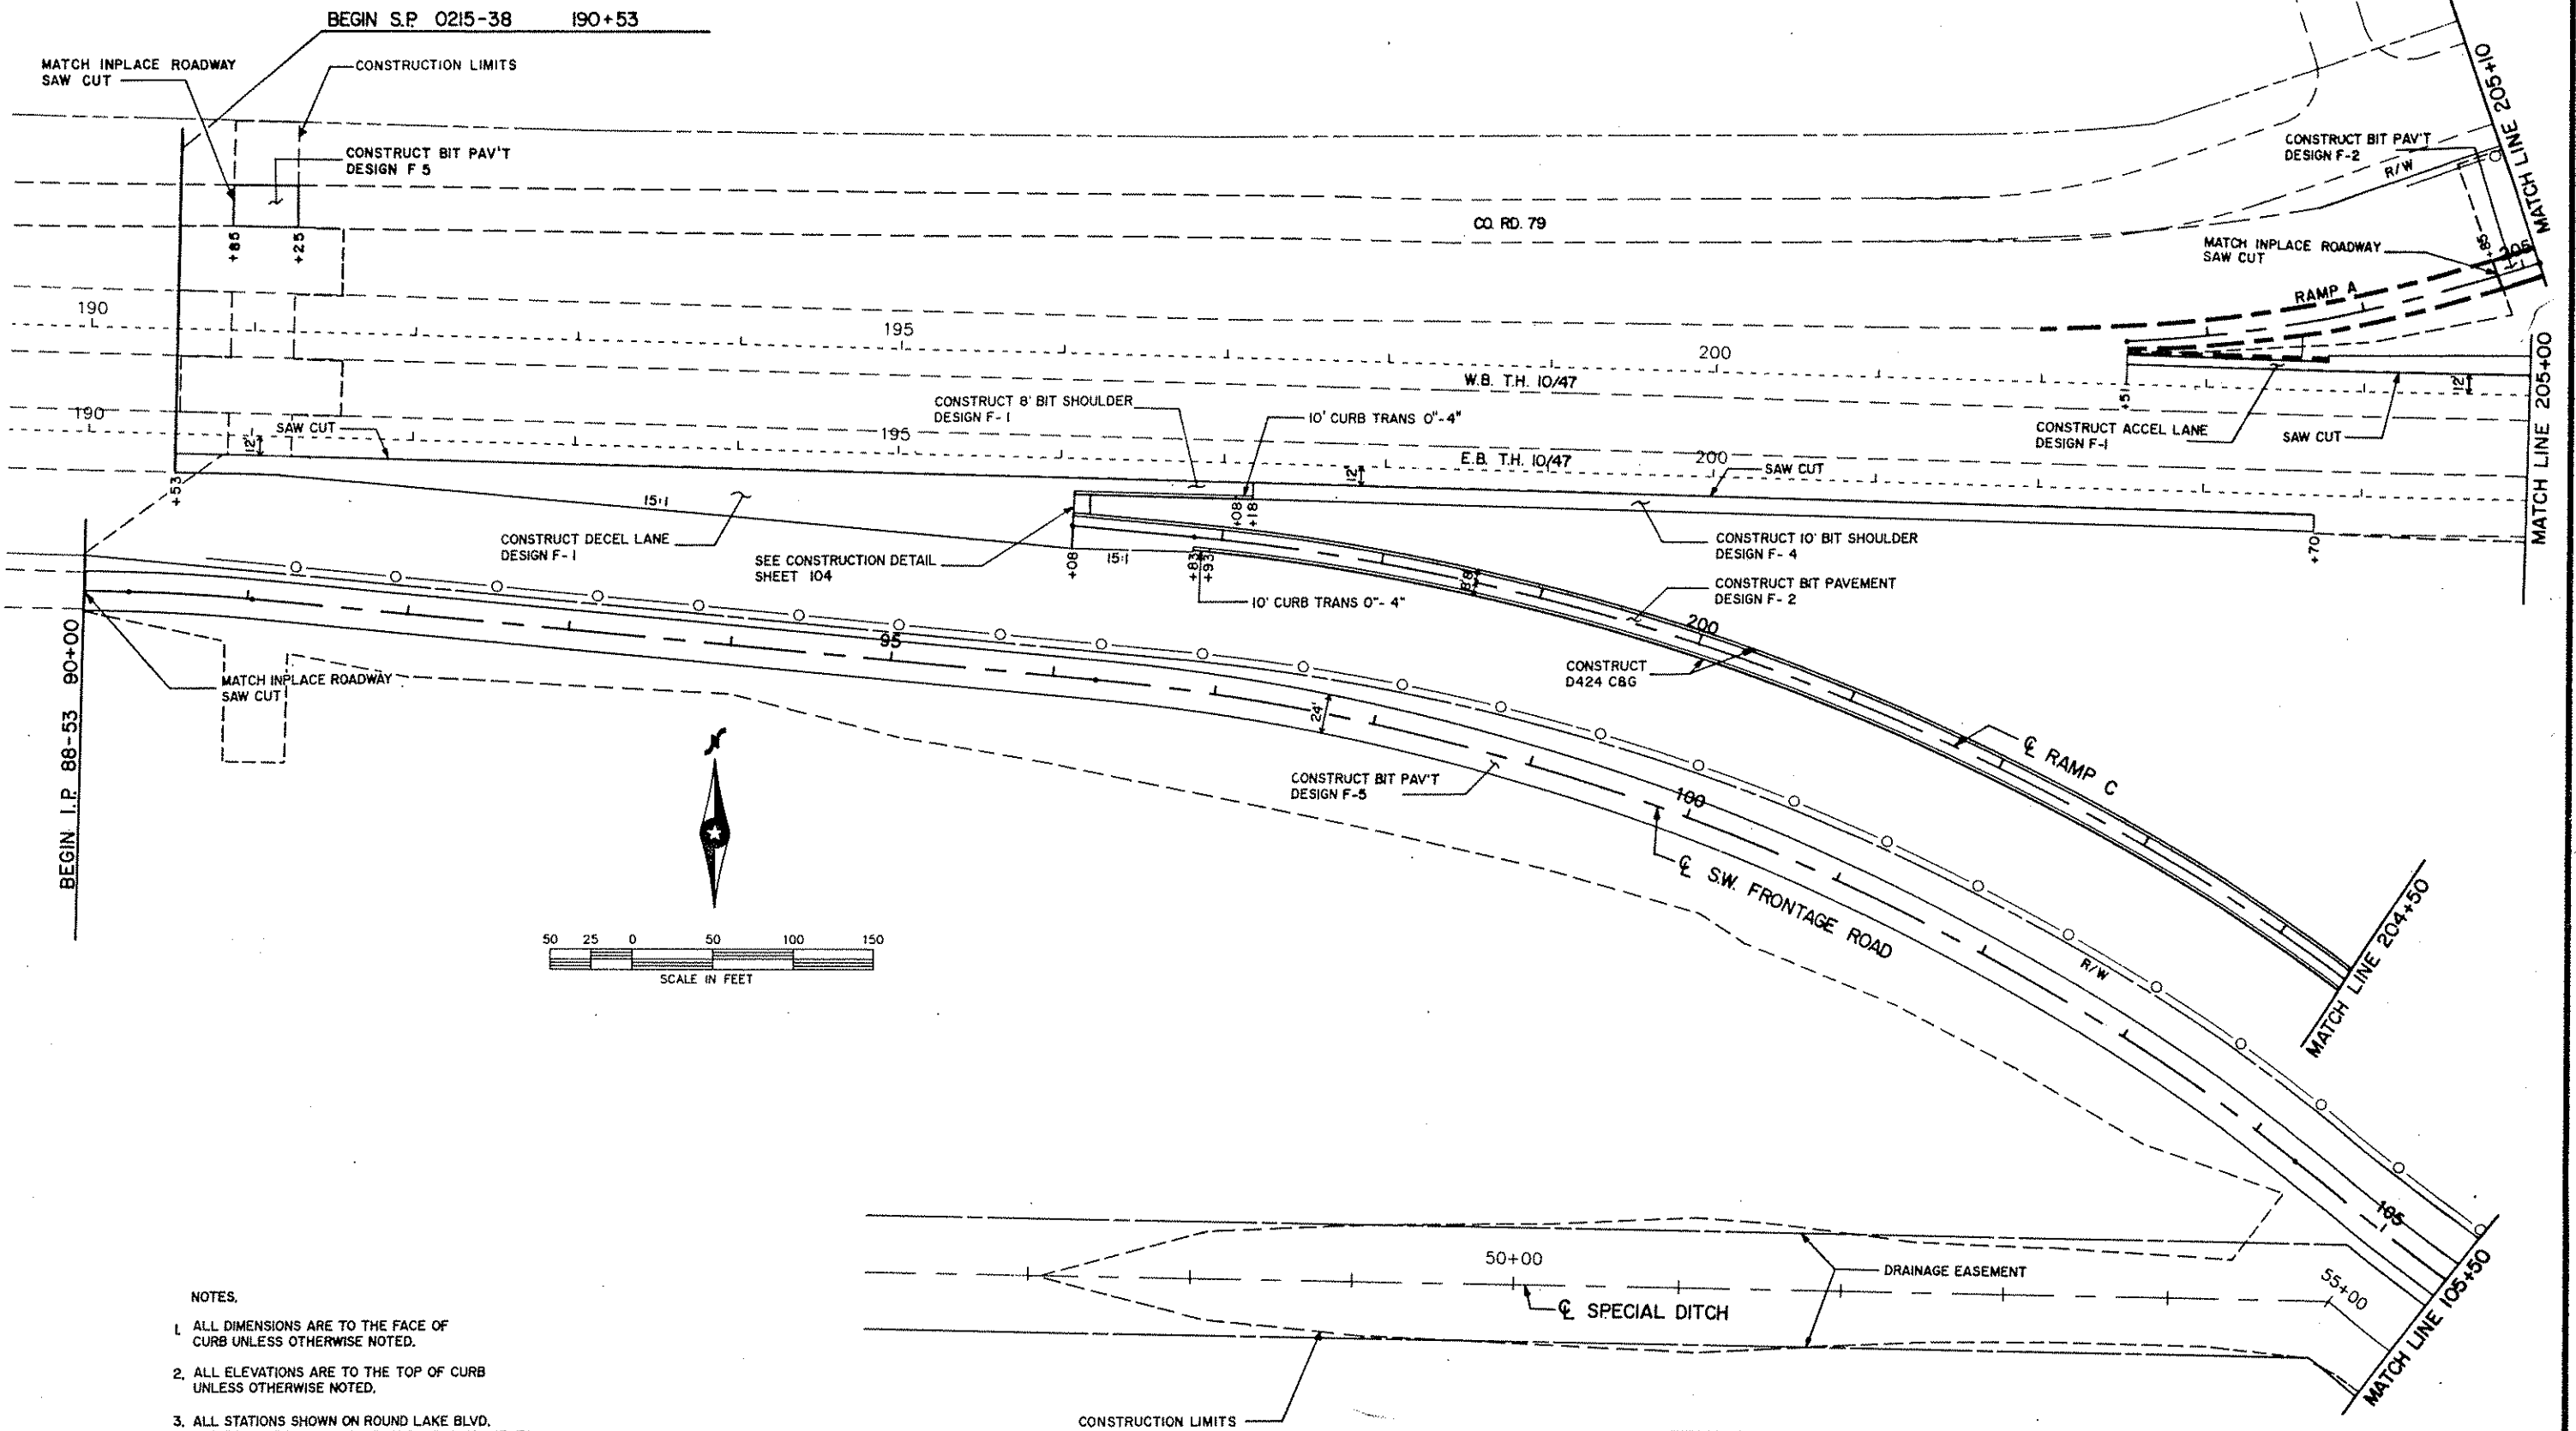 BEGIN S.P. 0215-38 190+53
MATCH INPLACE ROADWAY
SAW CUT
CONSTRUCTION LIMITS
CONSTRUCT BIT PAV'T
DESIGN F 5
+85
+25
CO. RD. 79
MATCH LINE 205+10
CONSTRUCT BIT PAV'T
DESIGN F-2
R/W
+85
205
MATCH INPLACE ROADWAY
SAW CUT
RAMP A
190
195
200
W.B. T.H. 10/47
+51
12'
CONSTRUCT ACCEL LANE
DESIGN F-1
SAW CUT
MATCH LINE 205+00
190
SAW CUT
12'
195
CONSTRUCT 8' BIT SHOULDER
DESIGN F-1
10' CURB TRANS 0"-4"
E.B. T.H. 10/47
12'
200
SAW CUT
+53
15:1
CONSTRUCT DECEL LANE
DESIGN F-1
SEE CONSTRUCTION DETAIL
SHEET 104
+08
+18
+08
15:1
+83
+93
10' CURB TRANS 0"-4"
8'
8'
CONSTRUCT 10' BIT SHOULDER
DESIGN F-4
+70
CONSTRUCT BIT PAVEMENT
DESIGN F-2
200
CONSTRUCT
D424 C&G
℄ RAMP C
MATCH LINE 204+50
BEGIN I.P. 88-53 90+00
MATCH INPLACE ROADWAY
SAW CUT
95
24'
CONSTRUCT BIT PAV'T
DESIGN F-5
100
℄ S.W. FRONTAGE ROAD
R/W
105
MATCH LINE 105+50
N
50 25 0 50 100 150
SCALE IN FEET
50+00
55+00
℄ SPECIAL DITCH
DRAINAGE EASEMENT
CONSTRUCTION LIMITS
NOTES.
1. ALL DIMENSIONS ARE TO THE FACE OF
CURB UNLESS OTHERWISE NOTED.
2. ALL ELEVATIONS ARE TO THE TOP OF CURB
UNLESS OTHERWISE NOTED.
3. ALL STATIONS SHOWN ON ROUND LAKE BLVD.